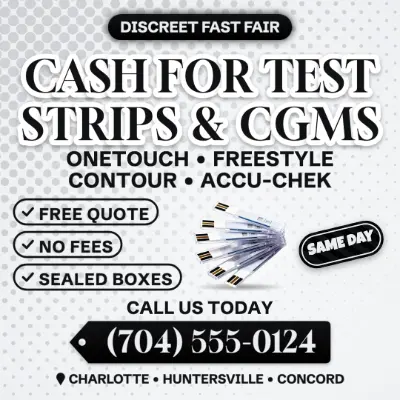 DISCREET FAST FAIR
CASH FOR TEST
STRIPS & CGMS
ONETOUCH • FREESTYLE
CONTOUR • ACCU-CHEK
FREE QUOTE
NO FEES
SEALED BOXES
SAME DAY
CALL US TODAY
(704) 555-0124
CHARLOTTE • HUNTERSVILLE • CONCORD